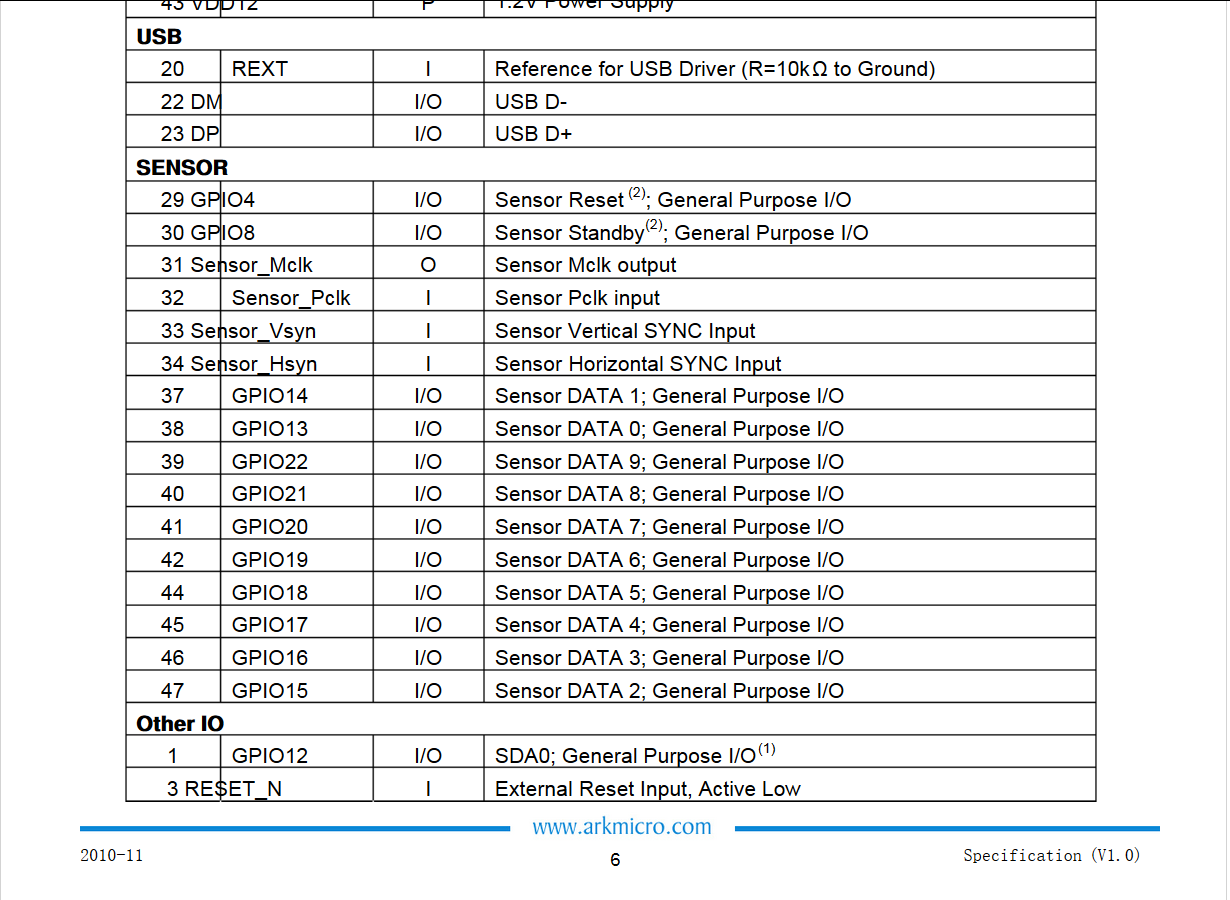 43 VDD12 P 1.2V Power Supply
USB
20 REXT I Reference for USB Driver (R=10kΩ to Ground)
22 DM I/O USB D-
23 DP I/O USB D+
SENSOR
29 GPIO4 I/O Sensor Reset (2); General Purpose I/O
30 GPIO8 I/O Sensor Standby(2); General Purpose I/O
31 Sensor_Mclk O Sensor Mclk output
32 Sensor_Pclk I Sensor Pclk input
33 Sensor_Vsyn I Sensor Vertical SYNC Input
34 Sensor_Hsyn I Sensor Horizontal SYNC Input
37 GPIO14 I/O Sensor DATA 1; General Purpose I/O
38 GPIO13 I/O Sensor DATA 0; General Purpose I/O
39 GPIO22 I/O Sensor DATA 9; General Purpose I/O
40 GPIO21 I/O Sensor DATA 8; General Purpose I/O
41 GPIO20 I/O Sensor DATA 7; General Purpose I/O
42 GPIO19 I/O Sensor DATA 6; General Purpose I/O
44 GPIO18 I/O Sensor DATA 5; General Purpose I/O
45 GPIO17 I/O Sensor DATA 4; General Purpose I/O
46 GPIO16 I/O Sensor DATA 3; General Purpose I/O
47 GPIO15 I/O Sensor DATA 2; General Purpose I/O
Other IO
1 GPIO12 I/O SDA0; General Purpose I/O(1)
3 RESET_N I External Reset Input, Active Low
www.arkmicro.com
2010-11 6 Specification (V1.0)